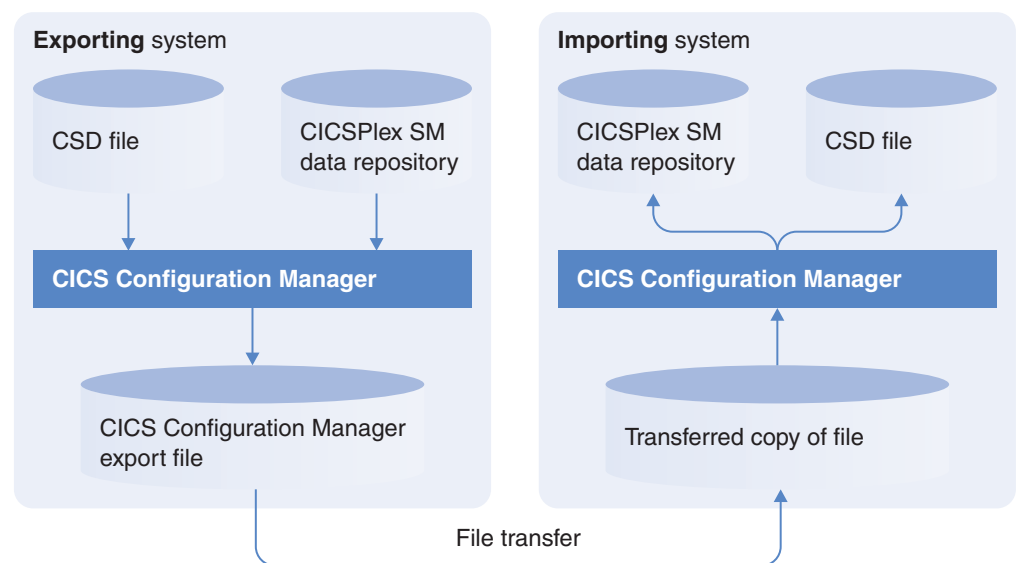 Exporting system
CSD file
CICSPlex SM
data repository
CICS Configuration Manager
CICS Configuration Manager
export file
Importing system
CICSPlex SM
data repository
CSD file
CICS Configuration Manager
Transferred copy of file
File transfer